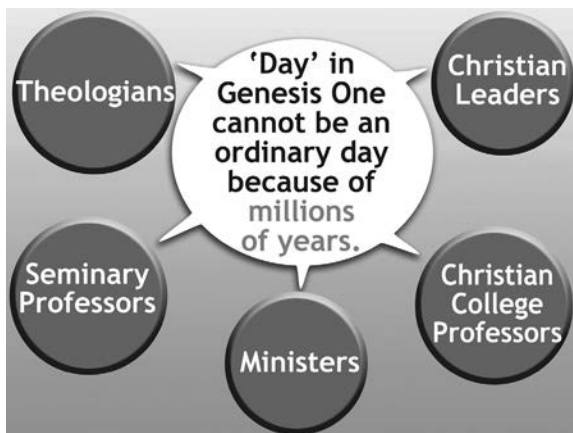 Theologians
'Day' in
Genesis One
cannot be an
ordinary day
because of
millions
of years.
Christian
Leaders
Seminary
Professors
Ministers
Christian
College
Professors